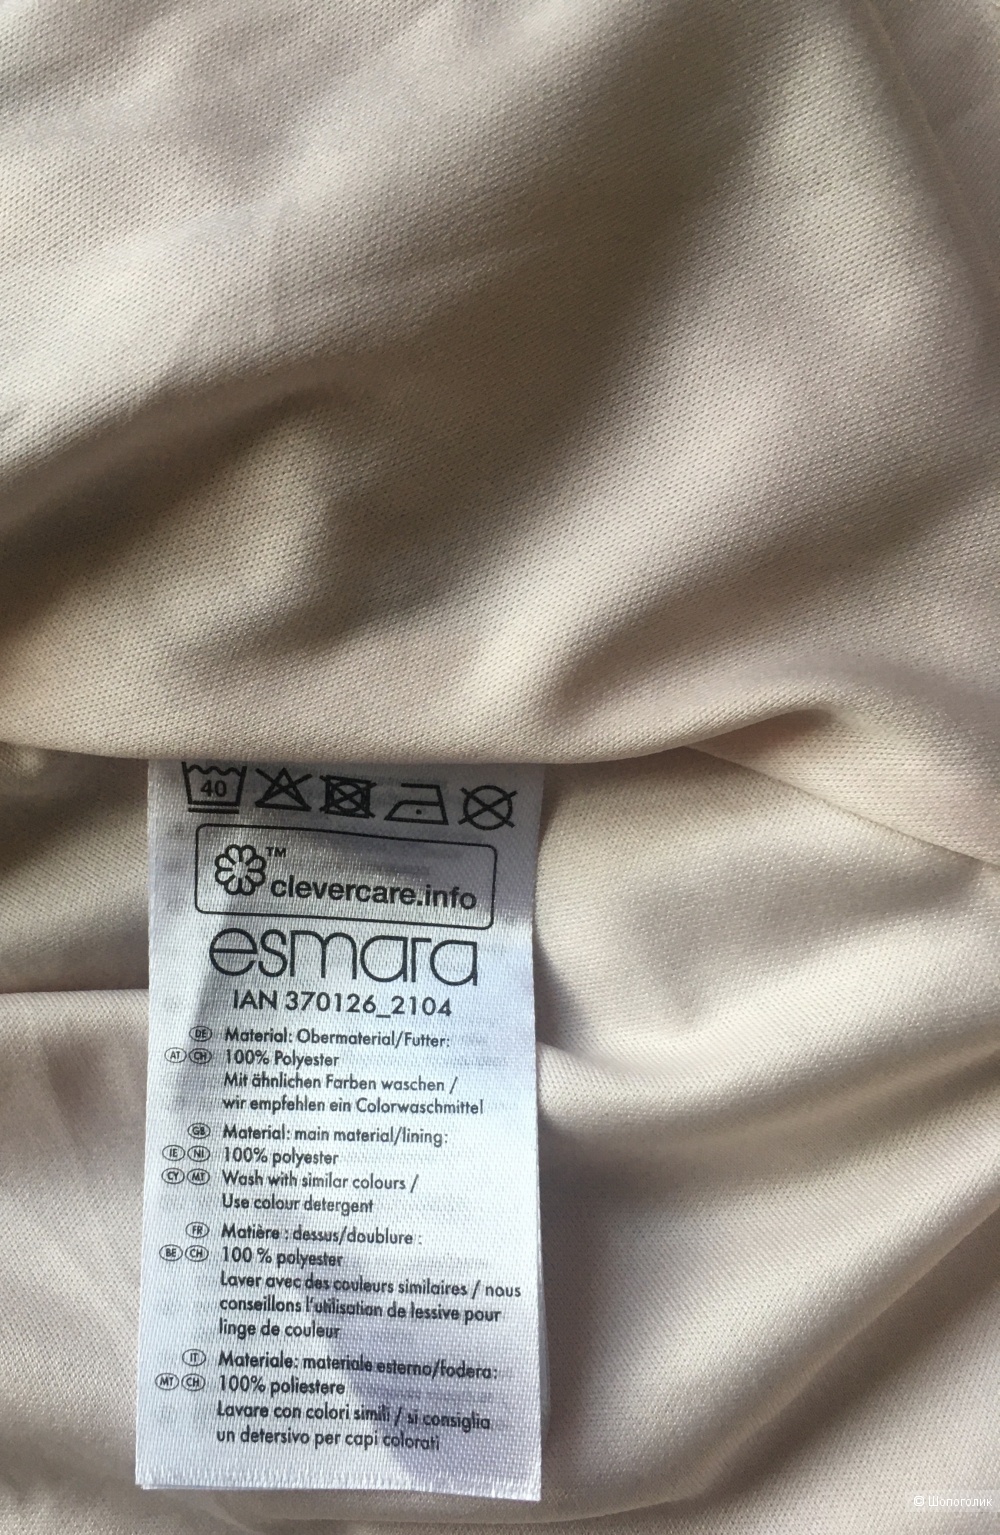 40
clevercare.info™
esmara
IAN 370126_2104
DE Material: Obermaterial/Futter:
AT CH 100% Polyester
Mit ähnlichen Farben waschen /
wir empfehlen ein Colorwaschmittel
GB Material: main material/lining:
IE NI 100% polyester
CY MT Wash with similar colours /
Use colour detergent
FR Matière : dessus/doublure :
BE CH 100 % polyester
Laver avec des couleurs similaires / nous
conseillons l'utilisation de lessive pour
linge de couleur
IT Materiale: materiale esterno/fodera:
MT CH 100% poliestere
Lavare con colori simili / si consiglia
un detersivo per capi colorati
© Шопоголик